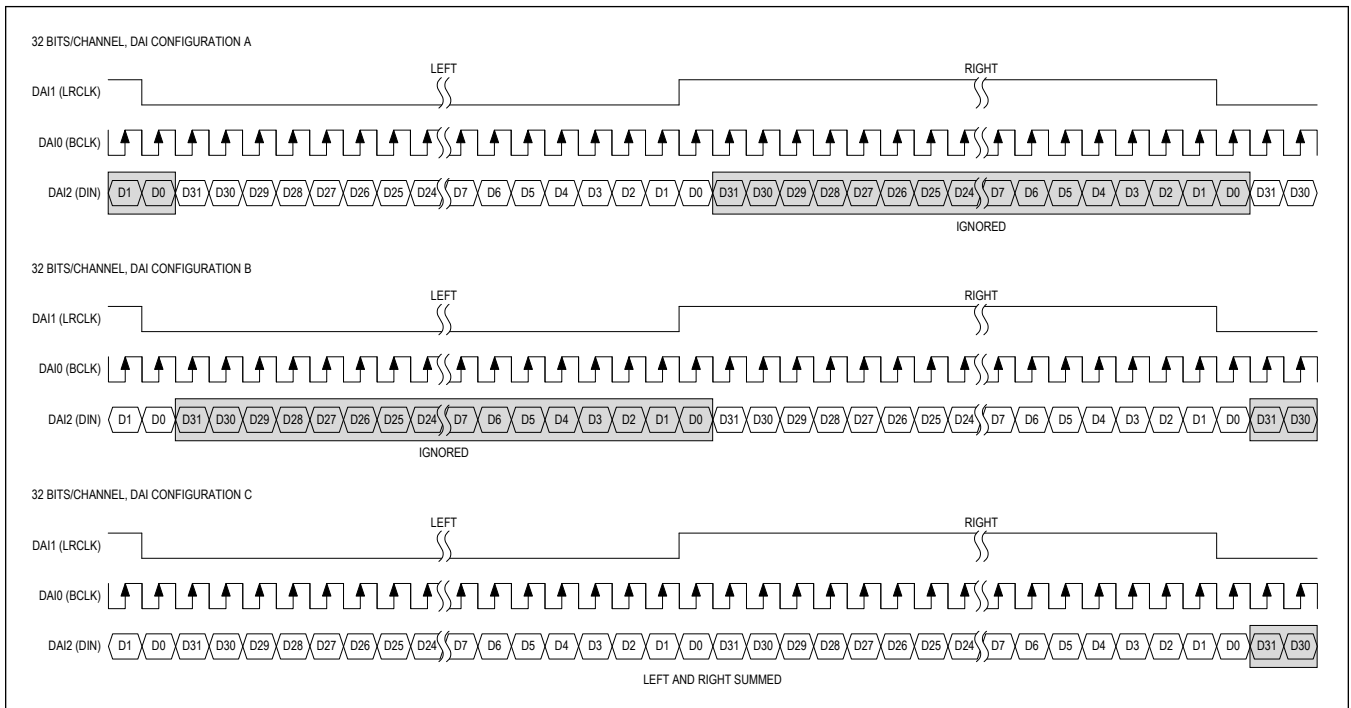 32 BITS/CHANNEL, DAI CONFIGURATION A
LEFT RIGHT
DAI1 (LRCLK)
DAI0 (BCLK)
DAI2 (DIN) D1 D0 D31 D30 D29 D28 D27 D26 D25 D24 D7 D6 D5 D4 D3 D2 D1 D0 D31 D30 D29 D28 D27 D26 D25 D24 D7 D6 D5 D4 D3 D2 D1 D0 D31 D30
IGNORED
32 BITS/CHANNEL, DAI CONFIGURATION B
LEFT RIGHT
DAI1 (LRCLK)
DAI0 (BCLK)
DAI2 (DIN) D1 D0 D31 D30 D29 D28 D27 D26 D25 D24 D7 D6 D5 D4 D3 D2 D1 D0 D31 D30 D29 D28 D27 D26 D25 D24 D7 D6 D5 D4 D3 D2 D1 D0 D31 D30
IGNORED
32 BITS/CHANNEL, DAI CONFIGURATION C
LEFT RIGHT
DAI1 (LRCLK)
DAI0 (BCLK)
DAI2 (DIN) D1 D0 D31 D30 D29 D28 D27 D26 D25 D24 D7 D6 D5 D4 D3 D2 D1 D0 D31 D30 D29 D28 D27 D26 D25 D24 D7 D6 D5 D4 D3 D2 D1 D0 D31 D30
LEFT AND RIGHT SUMMED